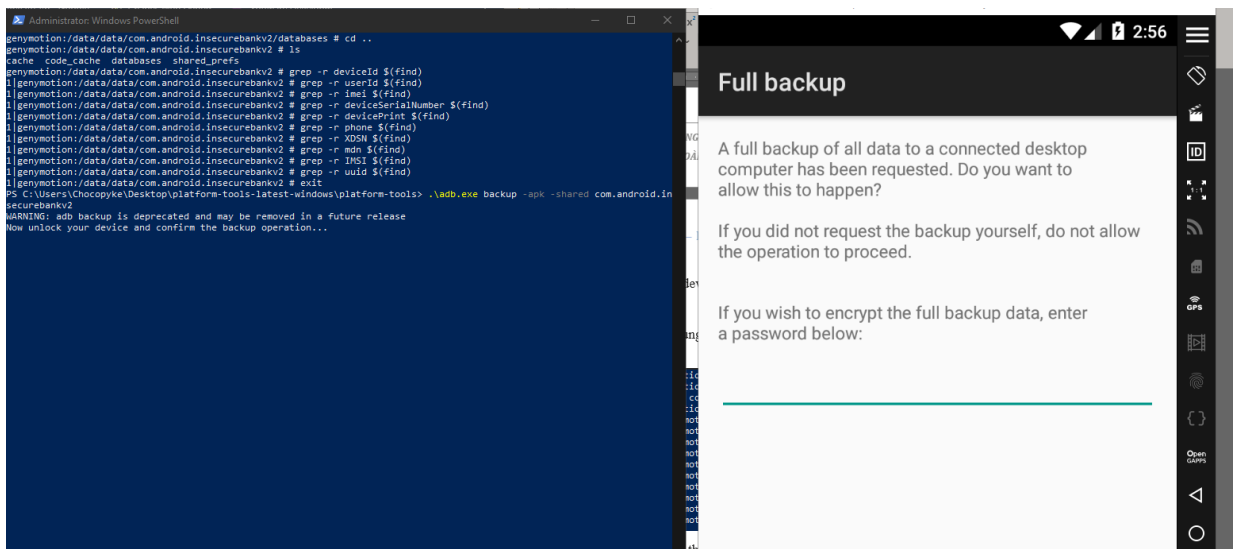 Administrator: Windows PowerShell
genymotion:/data/data/com.android.insecurebankv2/databases # cd ..
genymotion:/data/data/com.android.insecurebankv2 # ls
cache code_cache databases shared_prefs
genymotion:/data/data/com.android.insecurebankv2 # grep -r deviceId $(find)
1|genymotion:/data/data/com.android.insecurebankv2 # grep -r userId $(find)
1|genymotion:/data/data/com.android.insecurebankv2 # grep -r imei $(find)
1|genymotion:/data/data/com.android.insecurebankv2 # grep -r deviceSerialNumber $(find)
1|genymotion:/data/data/com.android.insecurebankv2 # grep -r devicePrint $(find)
1|genymotion:/data/data/com.android.insecurebankv2 # grep -r phone $(find)
1|genymotion:/data/data/com.android.insecurebankv2 # grep -r XDSN $(find)
1|genymotion:/data/data/com.android.insecurebankv2 # grep -r mdn $(find)
1|genymotion:/data/data/com.android.insecurebankv2 # grep -r IMSI $(find)
1|genymotion:/data/data/com.android.insecurebankv2 # grep -r uuid $(find)
1|genymotion:/data/data/com.android.insecurebankv2 # exit
PS C:\Users\Chocopyke\Desktop\platform-tools-latest-windows\platform-tools> .\adb.exe backup -apk -shared com.android.in
securebankv2
WARNING: adb backup is deprecated and may be removed in a future release
Now unlock your device and confirm the backup operation...
2:56
Full backup
A full backup of all data to a connected desktop
computer has been requested. Do you want to
allow this to happen?
If you did not request the backup yourself, do not allow
the operation to proceed.
If you wish to encrypt the full backup data, enter
a password below:
ID
1:1
GPS
Open
GAPPS